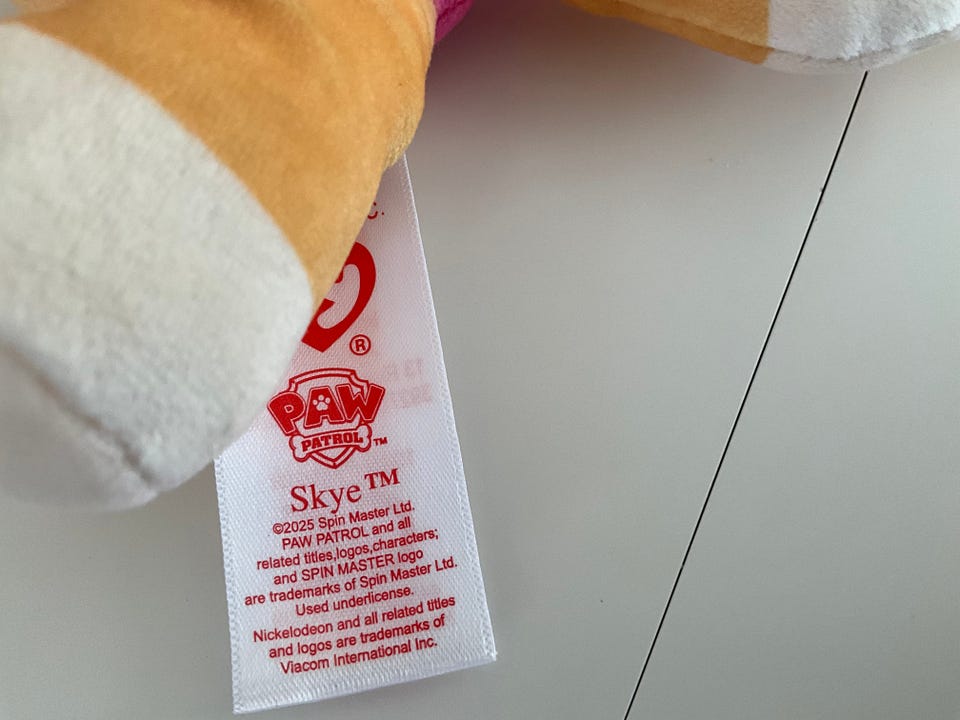 C.
®
PAW
PATROL™
Skye™
©2025 Spin Master Ltd.
PAW PATROL and all
related titles,logos,characters;
and SPIN MASTER logo
are trademarks of Spin Master Ltd.
Used underlicense.
Nickelodeon and all related titles
and logos are trademarks of
Viacom International Inc.